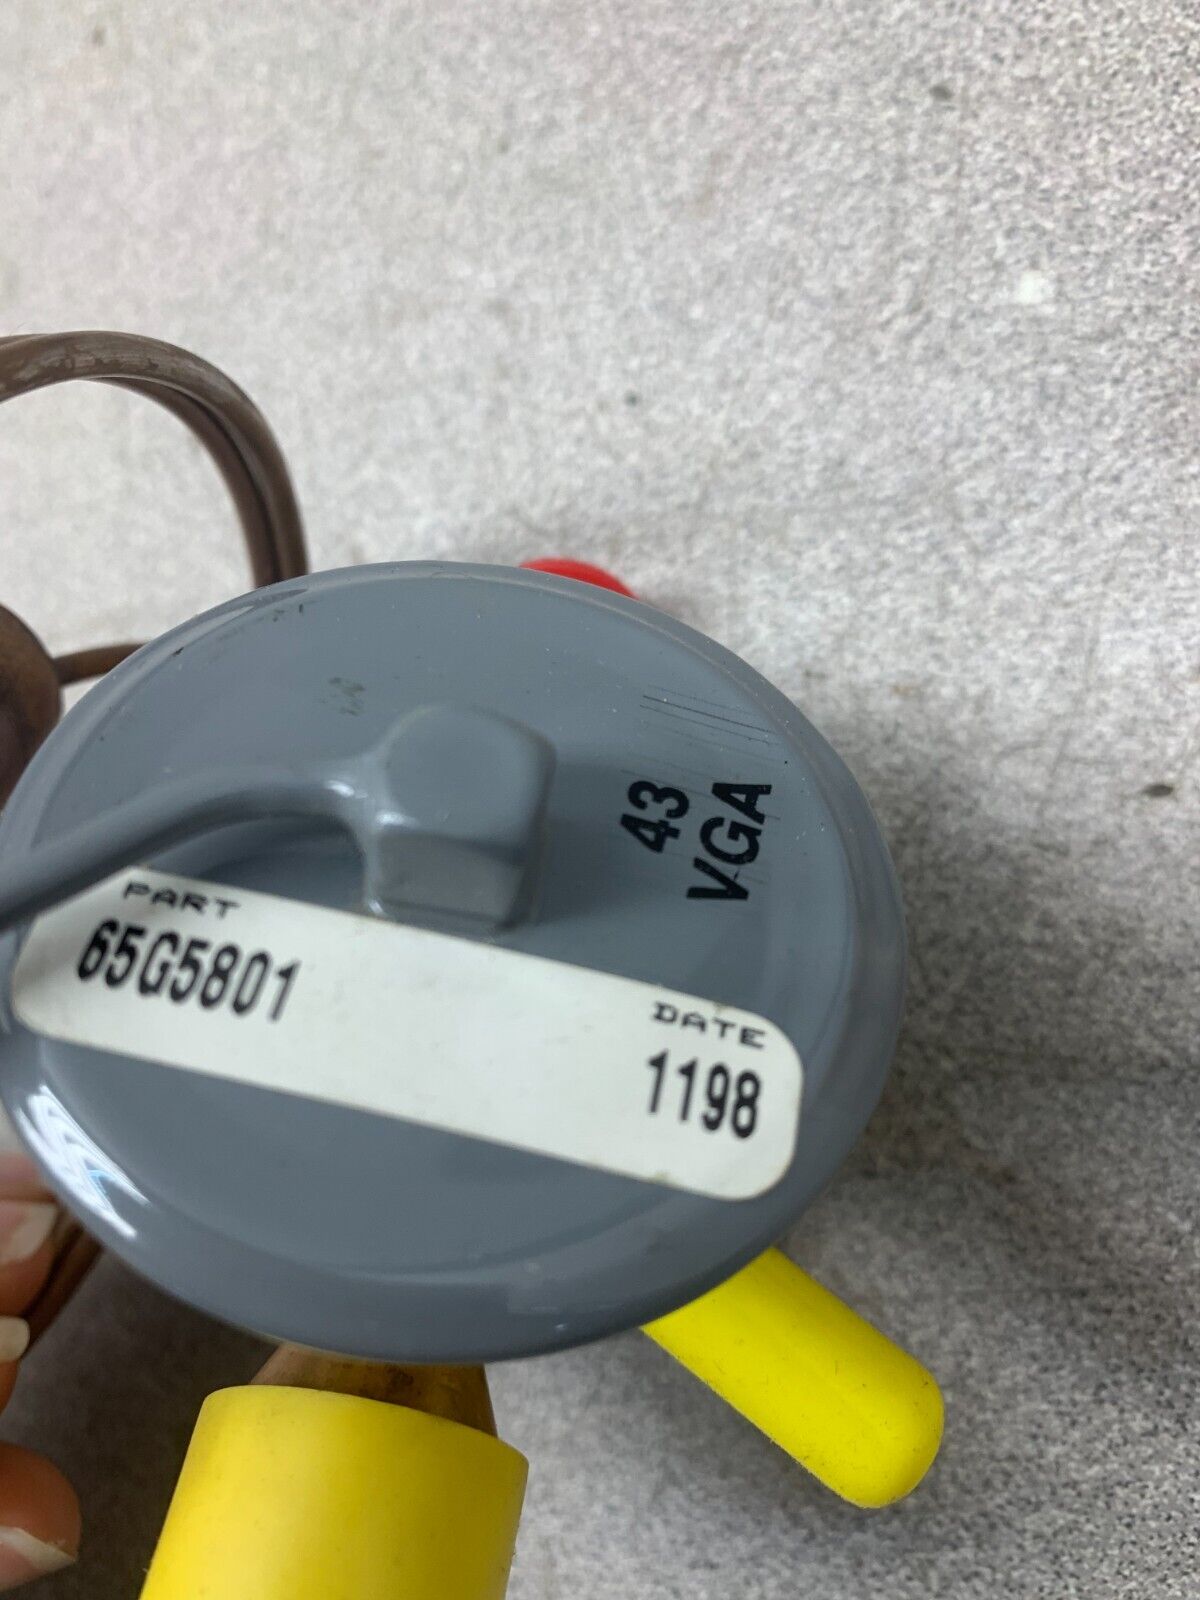 43
VGA
PART
65G5801
DATE
1198